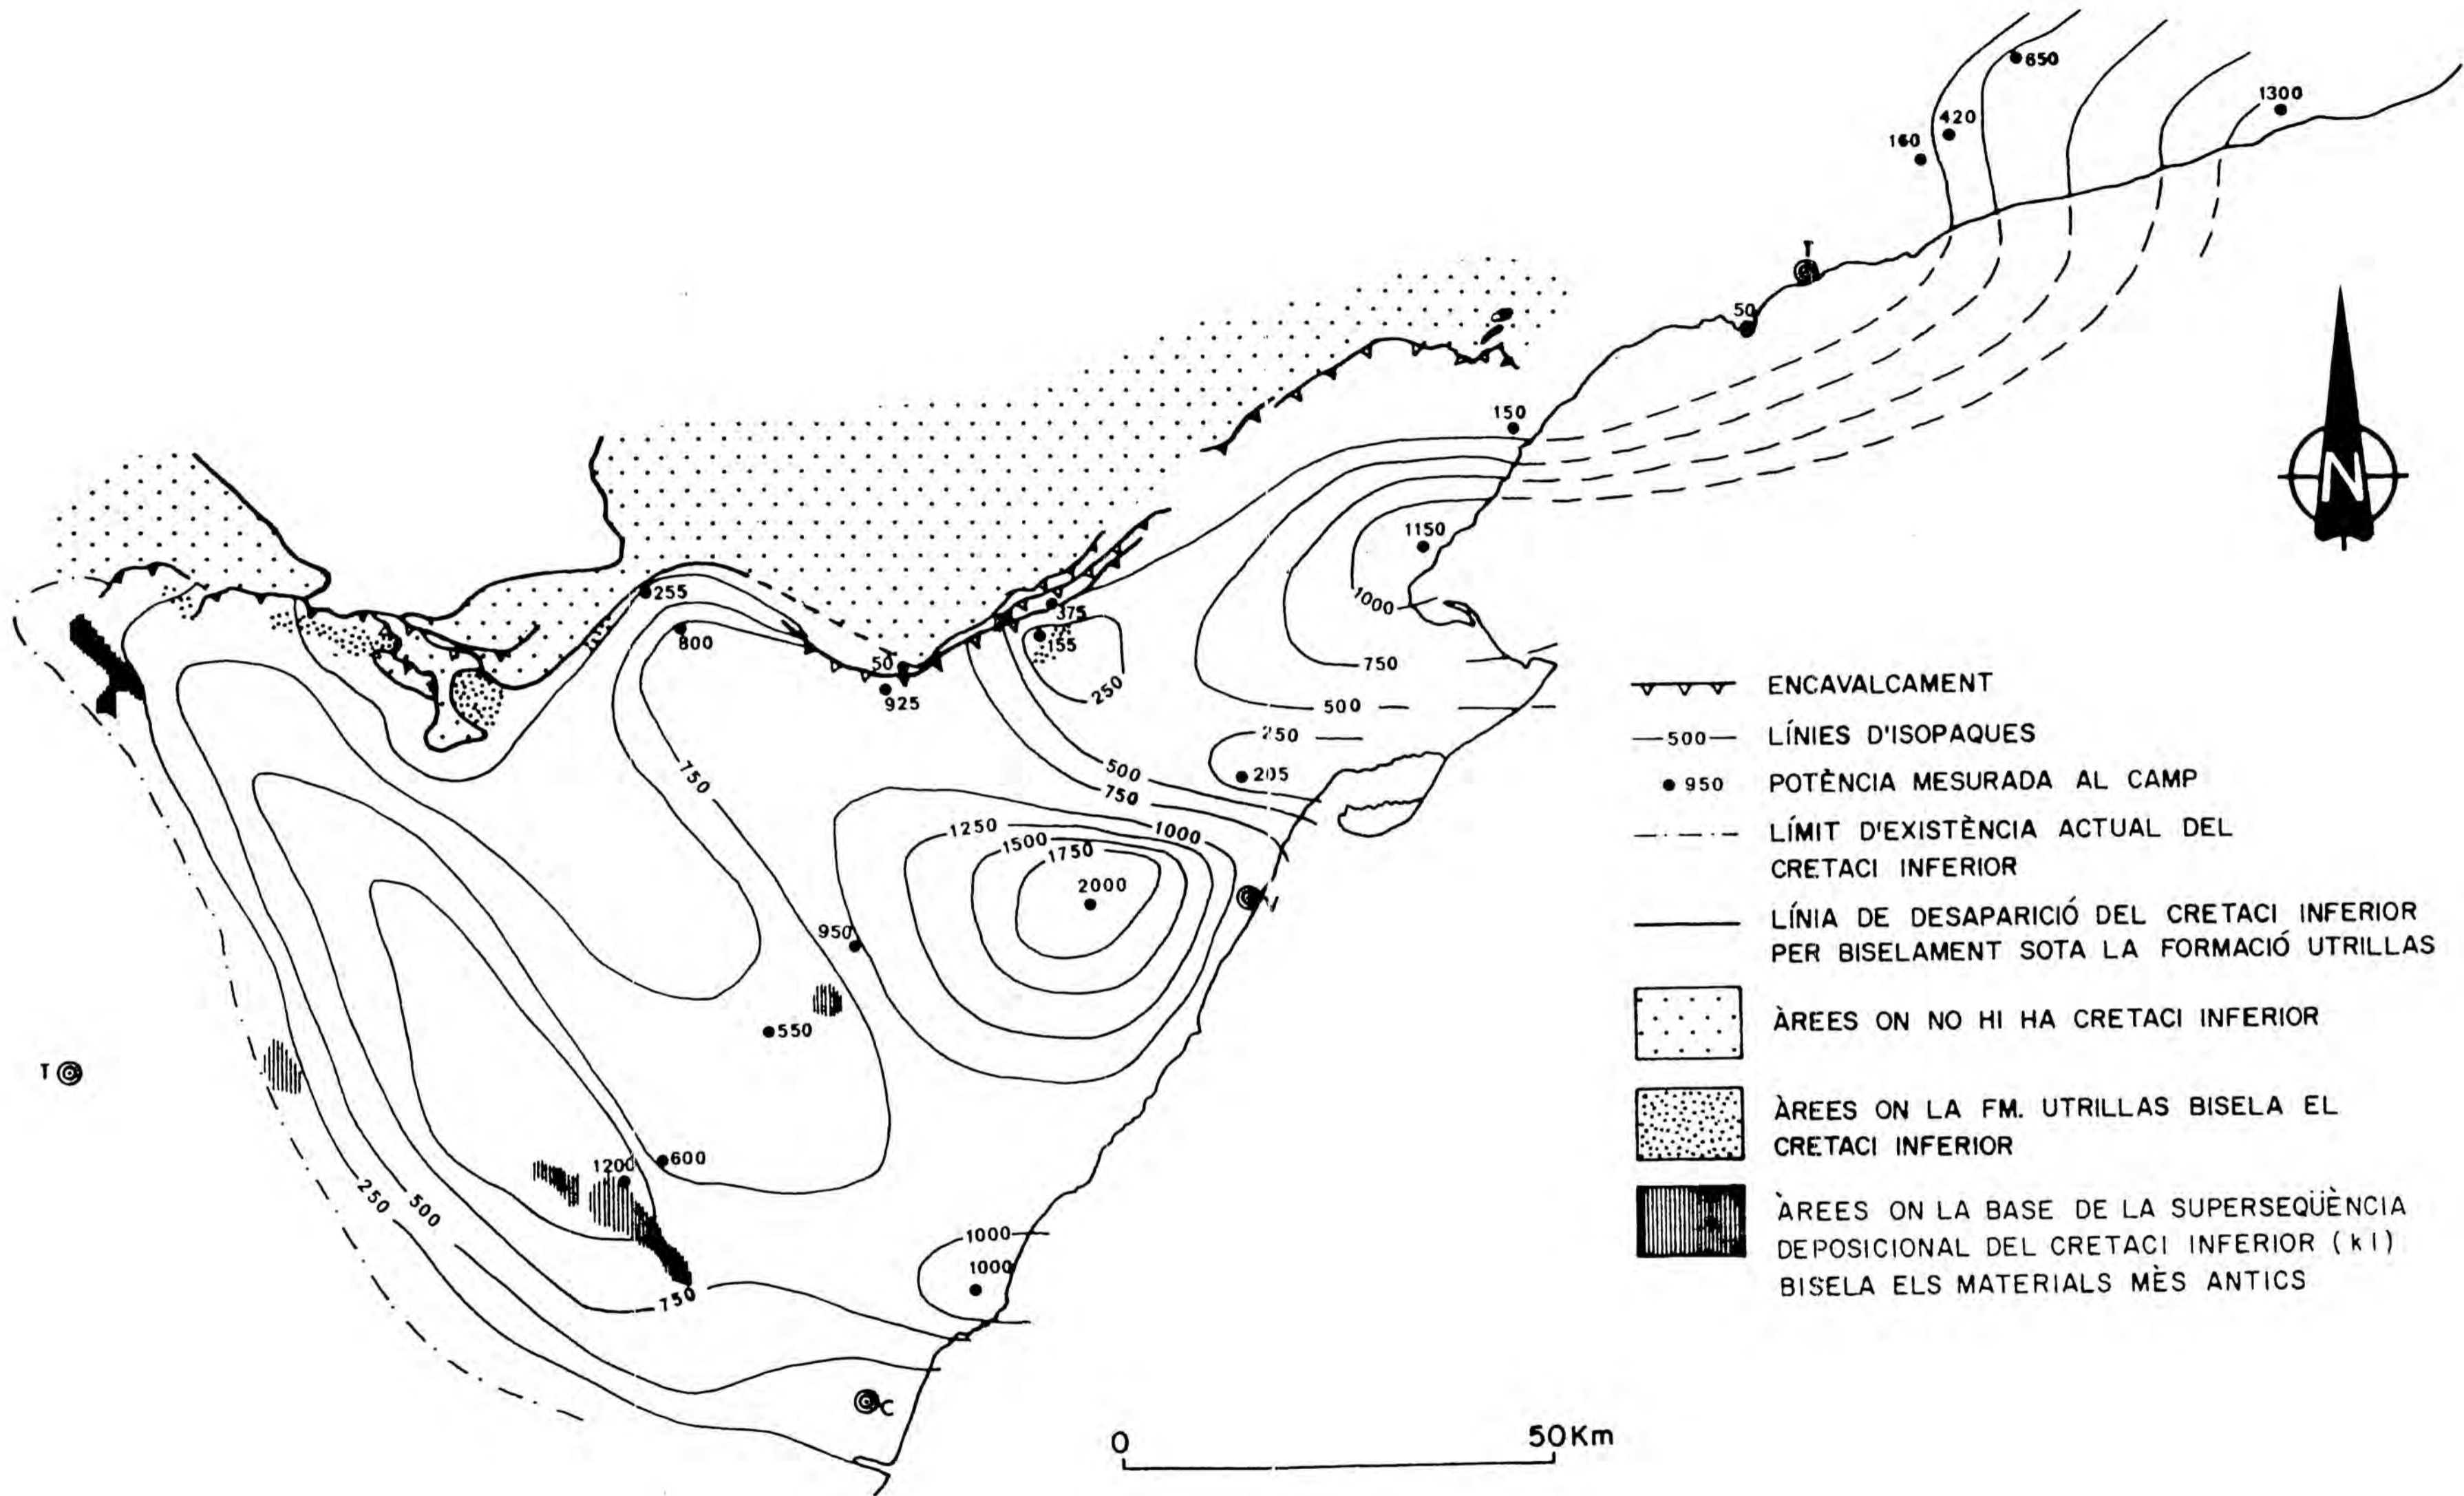 650
1300
420
160
T
50
150
1150
1000
N
255
375
800
155
50
250
750
925
500
ENCAVALCAMENT
250
—500— LÍNIES D'ISOPAQUES
750
500
205
750
● 950 POTÈNCIA MESURADA AL CAMP
1250
1000
1500
1750
LÍMIT D'EXISTÈNCIA ACTUAL DEL
CRETACI INFERIOR
2000
V
950
LÍNIA DE DESAPARICIÓ DEL CRETACI INFERIOR
PER BISELAMENT SOTA LA FORMACIÓ UTRILLAS
550
ÀREES ON NO HI HA CRETACI INFERIOR
T
ÀREES ON LA FM. UTRILLAS BISELA EL
CRETACI INFERIOR
1200
600
250
500
ÀREES ON LA BASE DE LA SUPERSEQÜÈNCIA
DEPOSICIONAL DEL CRETACI INFERIOR (kI)
BISELA ELS MATERIALS MÈS ANTICS
1000
1000
750
C
0
50Km